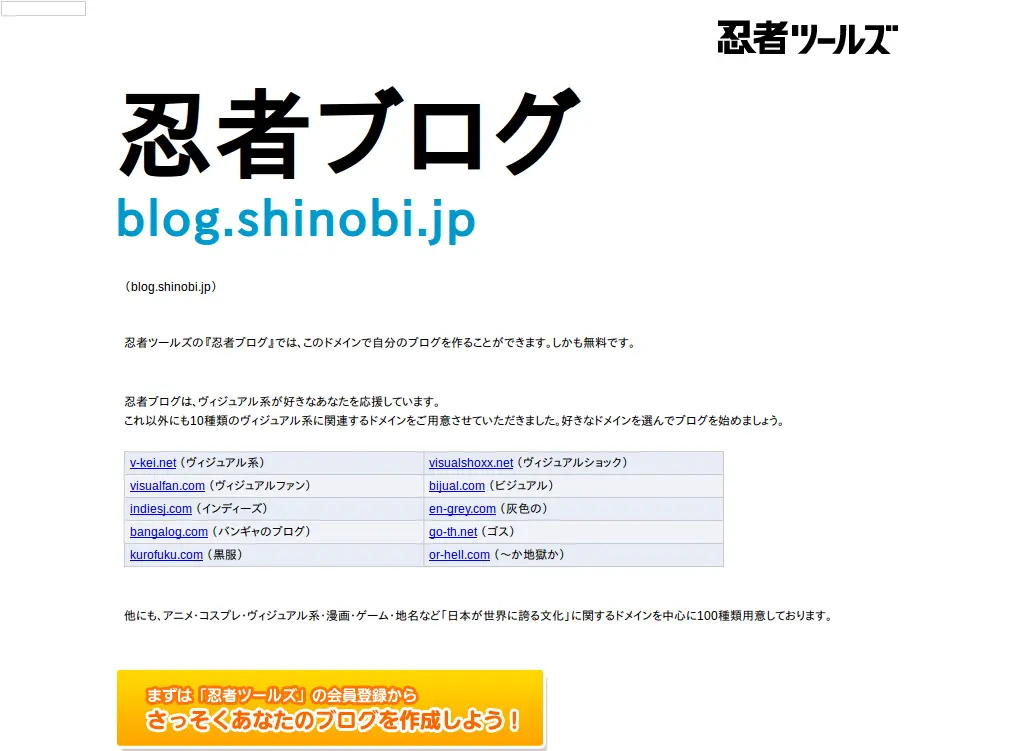 忍者ツールズ
忍者ブログ
blog.shinobi.jp
（blog.shinobi.jp）
忍者ツールズの『忍者ブログ』では、このドメインで自分のブログを作ることができます。しかも無料です。
忍者ブログは、ヴィジュアル系が好きなあなたを応援しています。
これ以外にも10種類のヴィジュアル系に関連するドメインをご用意させていただきました。好きなドメインを選んでブログを始めましょう。
v-kei.net（ヴィジュアル系） visualshoxx.net（ヴィジュアルショック）
visualfan.com（ヴィジュアルファン） bijual.com（ビジュアル）
indiesj.com（インディーズ） en-grey.com（灰色の）
bangalog.com（バンギャのブログ） go-th.net（ゴス）
kurofuku.com（黒服） or-hell.com（～か地獄か）
他にも、アニメ・コスプレ・ヴィジュアル系・漫画・ゲーム・地名など「日本が世界に誇る文化」に関するドメインを中心に100種類用意しております。
まずは「忍者ツールズ」の会員登録から
さっそくあなたのブログを作成しよう！